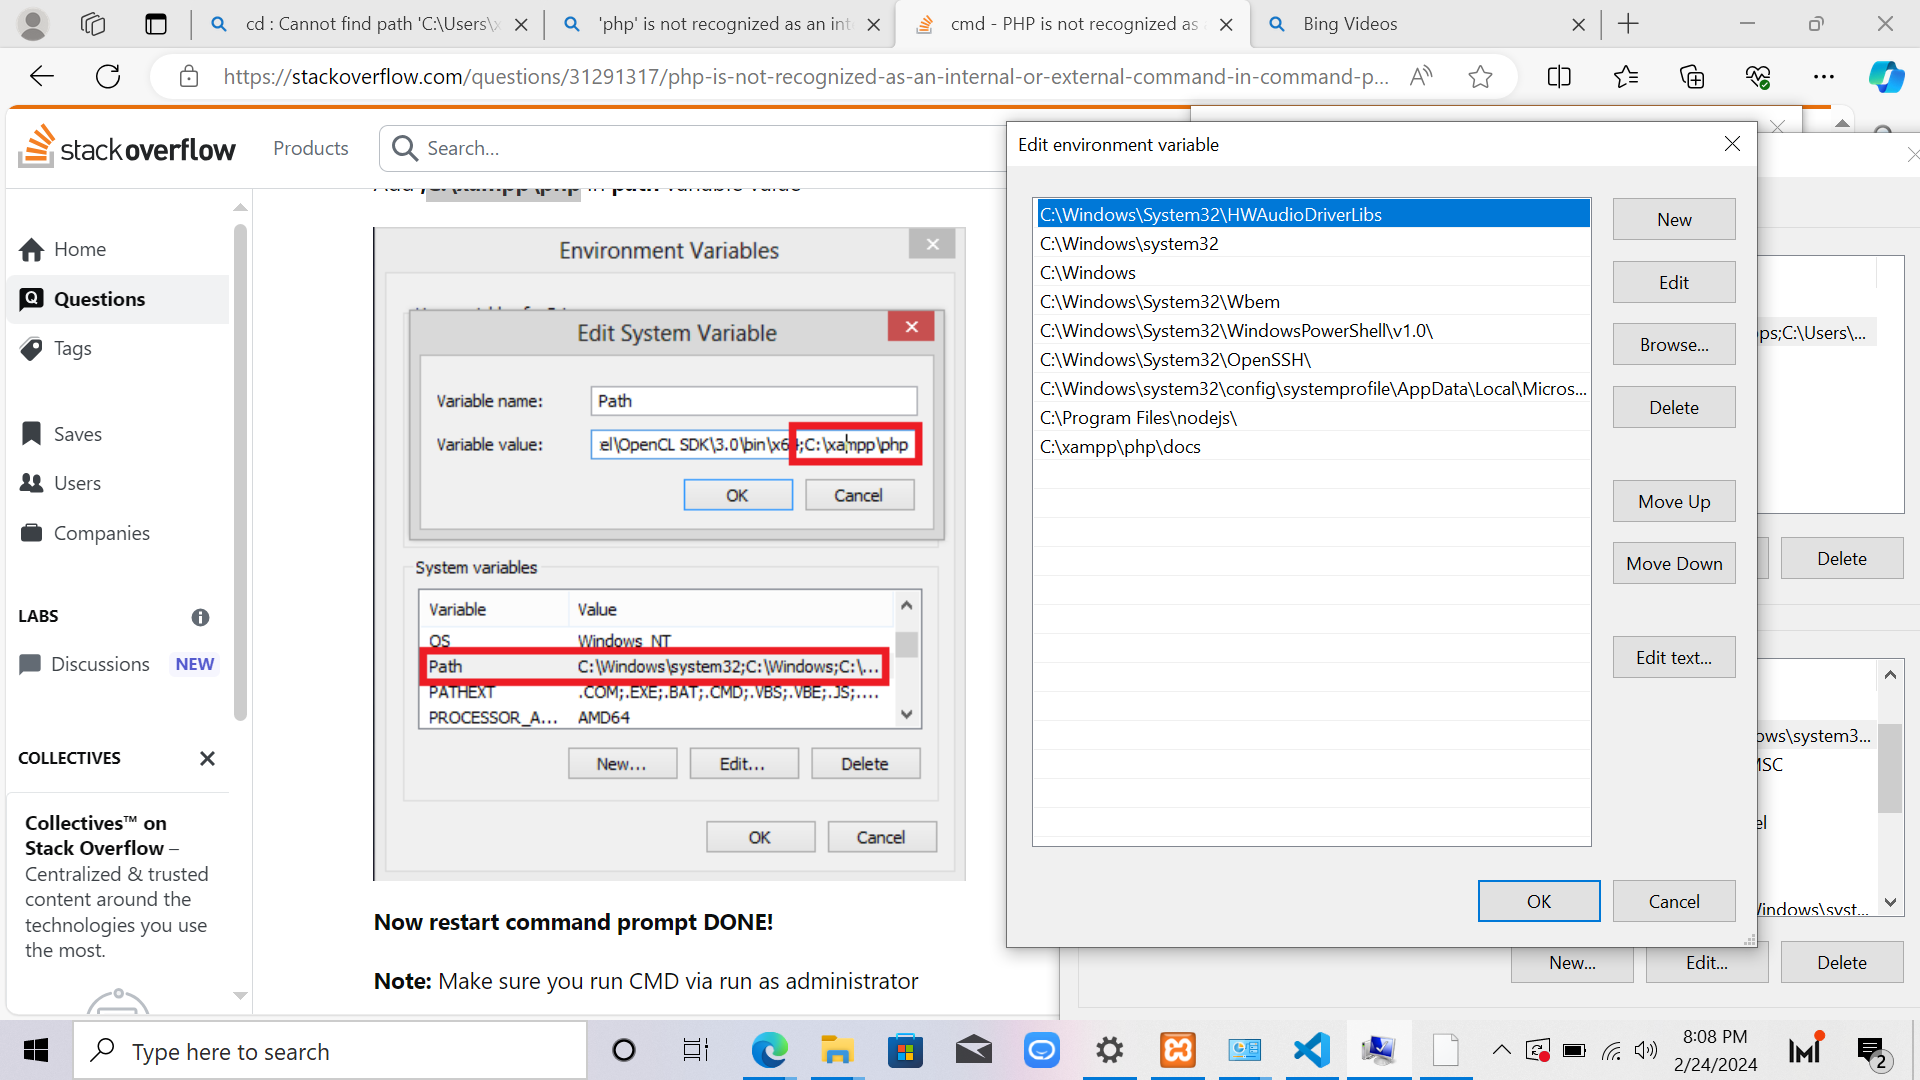 cd : Cannot find path 'C:\Users\x
'php' is not recognized as an int
cmd - PHP is not recognized as
Bing Videos
https://stackoverflow.com/questions/31291317/php-is-not-recognized-as-an-internal-or-external-command-in-command-p...
stackoverflow
Products
Search...
Add ;C:\xampp\php in path variable value
Home
Questions
Tags
Saves
Users
Companies
LABS
Discussions
NEW
COLLECTIVES
Collectives™ on
Stack Overflow –
Centralized & trusted
content around the
technologies you use
the most.
Environment Variables
Edit System Variable
Variable name:
Path
Variable value:
el\OpenCL SDK\3.0\bin\x64;C:\xampp\php
OK
Cancel
System variables
Variable
Value
OS
Windows_NT
Path
C:\Windows\system32;C:\Windows;C:\...
PATHEXT
.COM;.EXE;.BAT;.CMD;.VBS;.VBE;.JS;....
PROCESSOR_A...
AMD64
New...
Edit...
Delete
OK
Cancel
Now restart command prompt DONE!
Note: Make sure you run CMD via run as administrator
Edit environment variable
C:\Windows\System32\HWAudioDriverLibs
C:\Windows\system32
C:\Windows
C:\Windows\System32\Wbem
C:\Windows\System32\WindowsPowerShell\v1.0\
C:\Windows\System32\OpenSSH\
C:\Windows\system32\config\systemprofile\AppData\Local\Micros...
C:\Program Files\nodejs\
C:\xampp\php\docs
New
Edit
Browse...
Delete
Move Up
Move Down
Edit text...
OK
Cancel
ps;C:\Users\...
Delete
ows\system3...
MSC
el
Windows\syst...
New...
Edit...
Delete
Type here to search
8:08 PM
2/24/2024
2